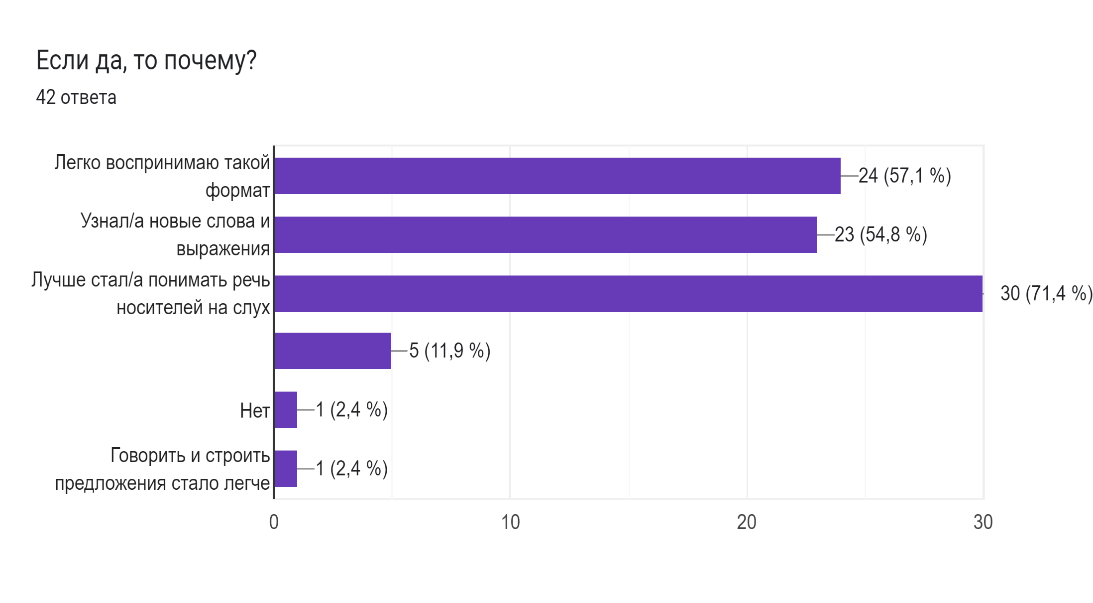 Если да, то почему?
42 ответа
Легко воспринимаю такой
формат
24 (57,1 %)
Узнал/а новые слова и
выражения
23 (54,8 %)
Лучше стал/а понимать речь
носителей на слух
30 (71,4 %)
5 (11,9 %)
Нет
1 (2,4 %)
Говорить и строить
предложения стало легче
1 (2,4 %)
0 10 20 30